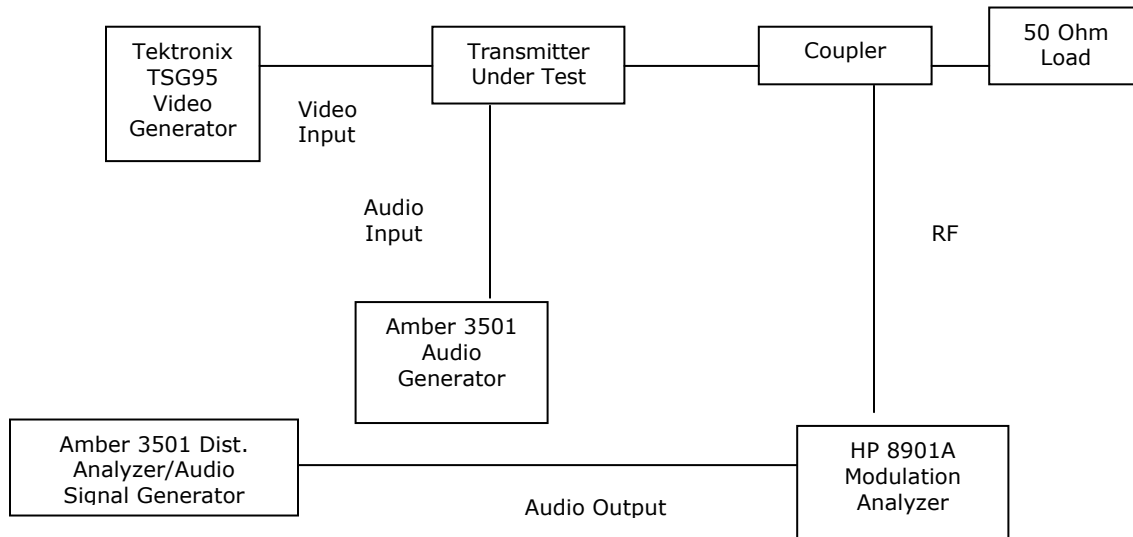 Tektronix
TSG95
Video
Generator
Video
Input
Transmitter
Under Test
Coupler
50 Ohm
Load
Audio
Input
RF
Amber 3501
Audio
Generator
Amber 3501 Dist.
Analyzer/Audio
Signal Generator
Audio Output
HP 8901A
Modulation
Analyzer